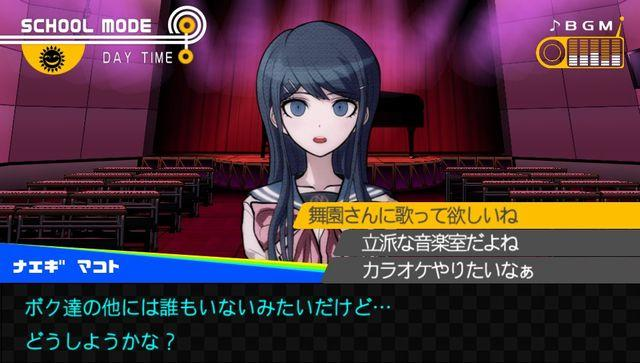 SCHOOL MODE
DAY TIME
♪BGM
舞園さんに歌って欲しいね
立派な音楽室だよね
カラオケやりたいなぁ
ナエギ マコト
ボク達の他には誰もいないみたいだけど…
どうしようかな？